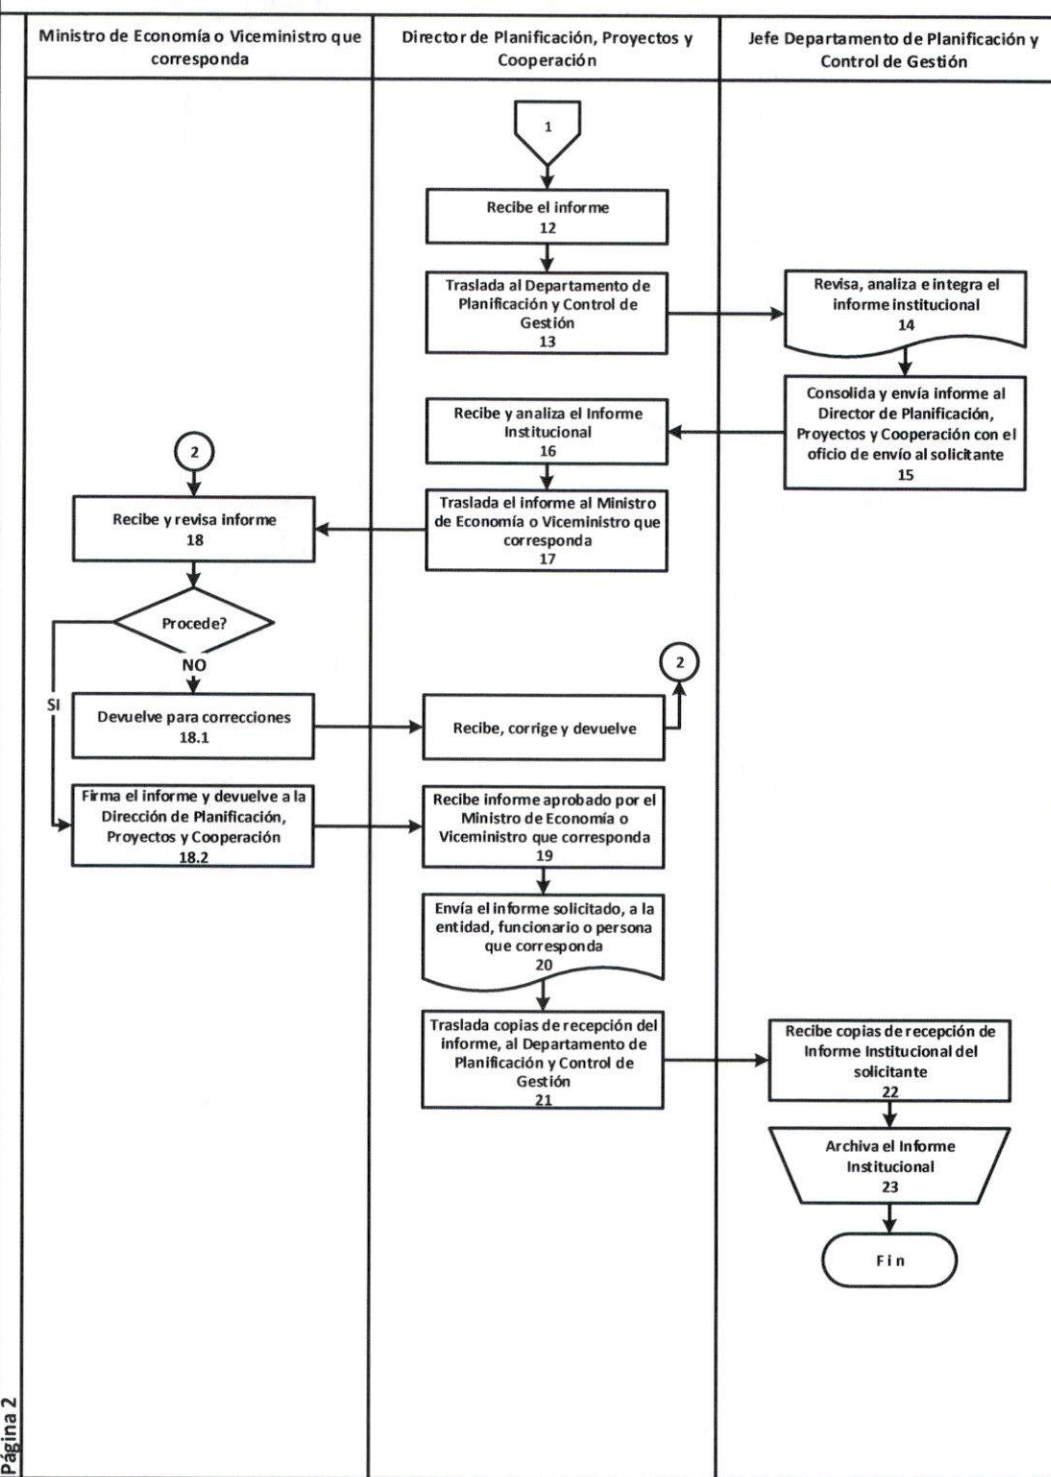 Ministro de Economía o Viceministro que
corresponda
Director de Planificación, Proyectos y
Cooperación
Jefe Departamento de Planificación y
Control de Gestión
1
Recibe el informe
12
Traslada al Departamento de
Planificación y Control de
Gestión
13
Revisa, analiza e integra el
informe institucional
14
Consolida y envía informe al
Director de Planificación,
Proyectos y Cooperación con el
oficio de envío al solicitante
15
Recibe y analiza el Informe
Institucional
16
Traslada el informe al Ministro
de Economía o Viceministro que
corresponda
17
2
Recibe y revisa informe
18
Procede?
NO
SI
Devuelve para correcciones
18.1
Recibe, corrige y devuelve
2
Firma el informe y devuelve a la
Dirección de Planificación,
Proyectos y Cooperación
18.2
Recibe informe aprobado por el
Ministro de Economía o
Viceministro que corresponda
19
Envía el informe solicitado, a la
entidad, funcionario o persona
que corresponda
20
Traslada copias de recepción del
informe, al Departamento de
Planificación y Control de
Gestión
21
Recibe copias de recepción de
Informe Institucional del
solicitante
22
Archiva el Informe
Institucional
23
Fin
Página 2